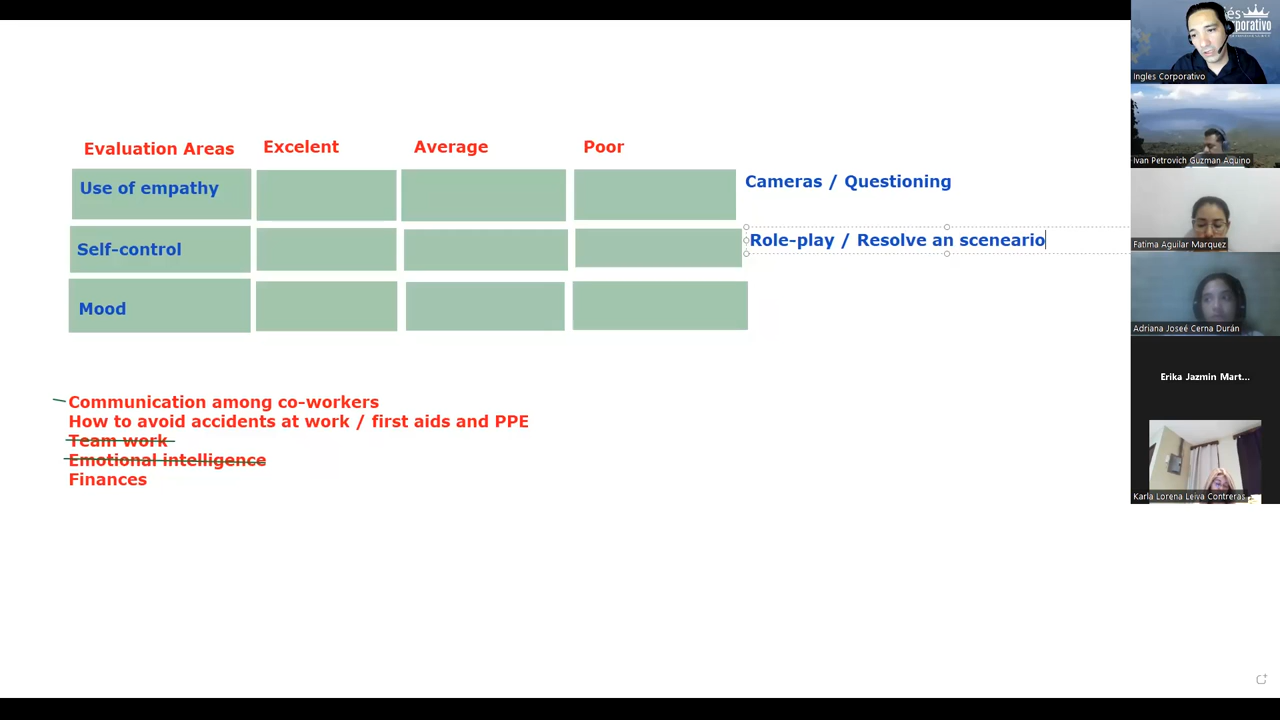 Evaluation Areas Excelent Average Poor
Use of empathy
Cameras / Questioning
Self-control
Role-play / Resolve an sceneario
Mood
Communication among co-workers
How to avoid accidents at work / first aids and PPE
Team work
Emotional intelligence
Finances
Ingles Corporativo
Ivan Petrovich Guzman Aquino
Fatima Aguilar Marquez
Adriana Joseé Cerna Durán
Erika Jazmin Mart...
Karla Lorena Leiva Contreras